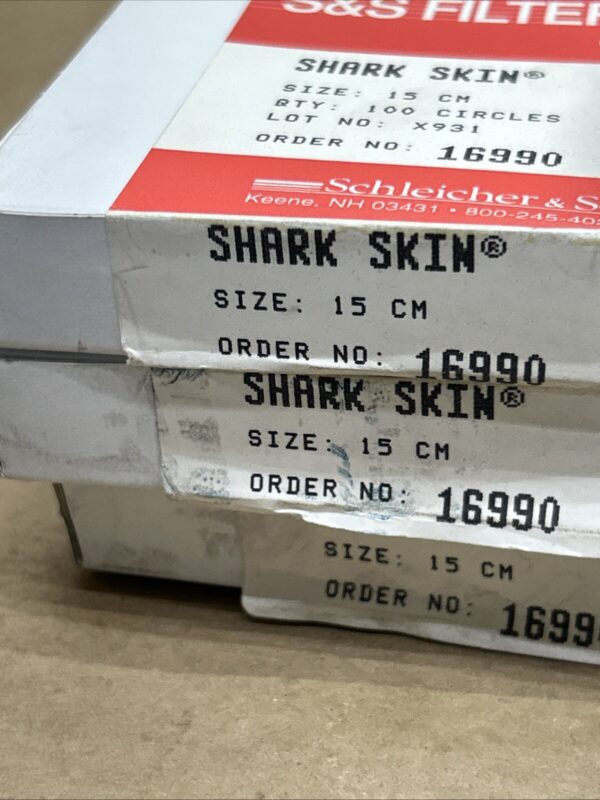 S&S FILTER
SHARK SKIN®
SIZE: 15 CM
QTY: 100 CIRCLES
LOT NO: X931
ORDER NO: 16990
Schleicher & S
Keene, NH 03431 • 800-245-402
SHARK SKIN®
SIZE: 15 CM
ORDER NO: 16990
SHARK SKIN®
SIZE: 15 CM
ORDER NO: 16990
SIZE: 15 CM
ORDER NO: 1699